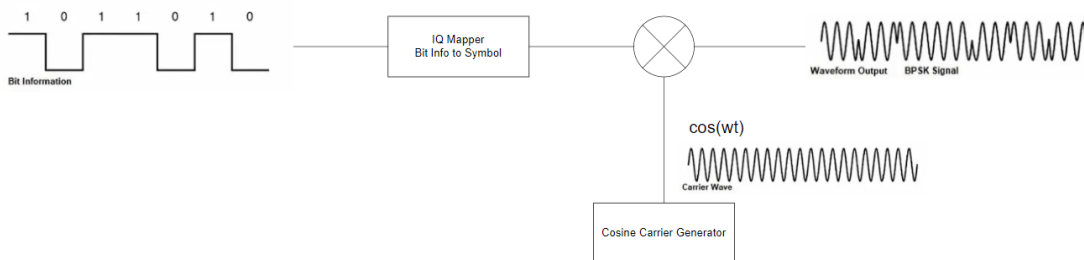 1 0 1 1 0 1 0
Bit Information
IQ Mapper
Bit Info to Symbol
Waveform Output BPSK Signal
cos(wt)
Carrier Wave
Cosine Carrier Generator